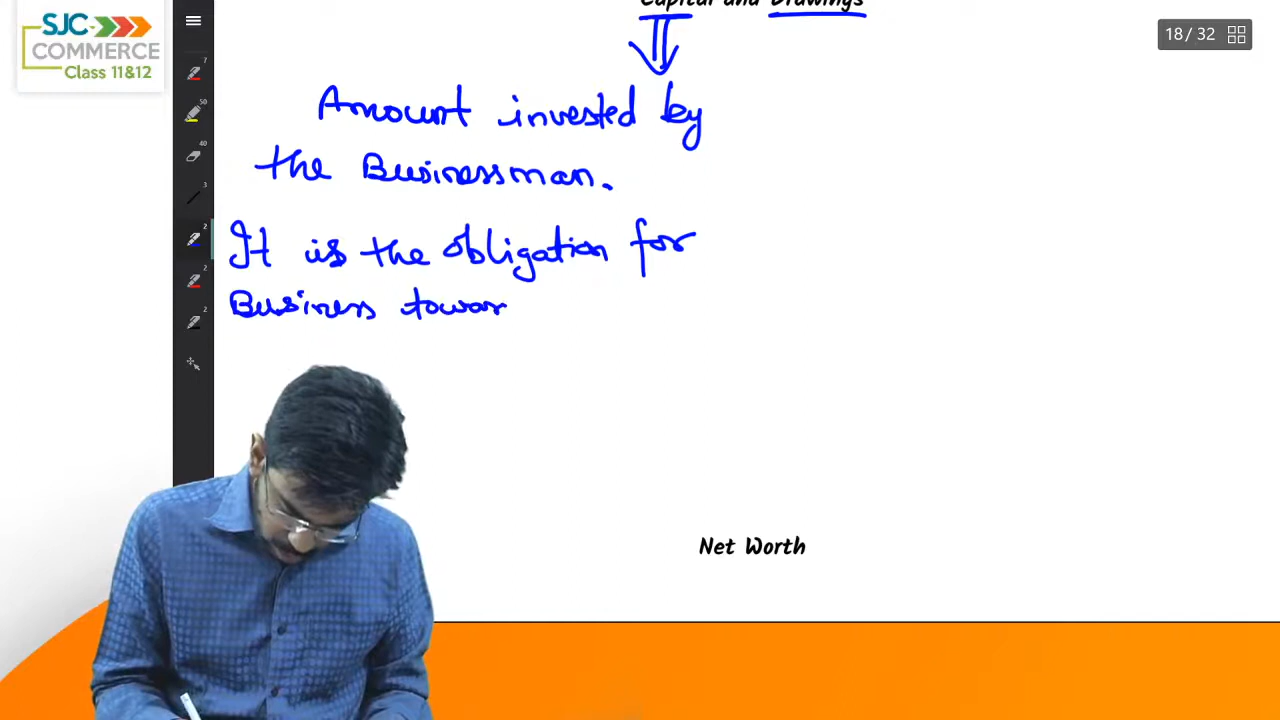 SJC
COMMERCE
Class 11&12
18 / 32
Capital and Drawings
Amount invested by
the Businessman.
It is the obligation for
Business towar
Net Worth